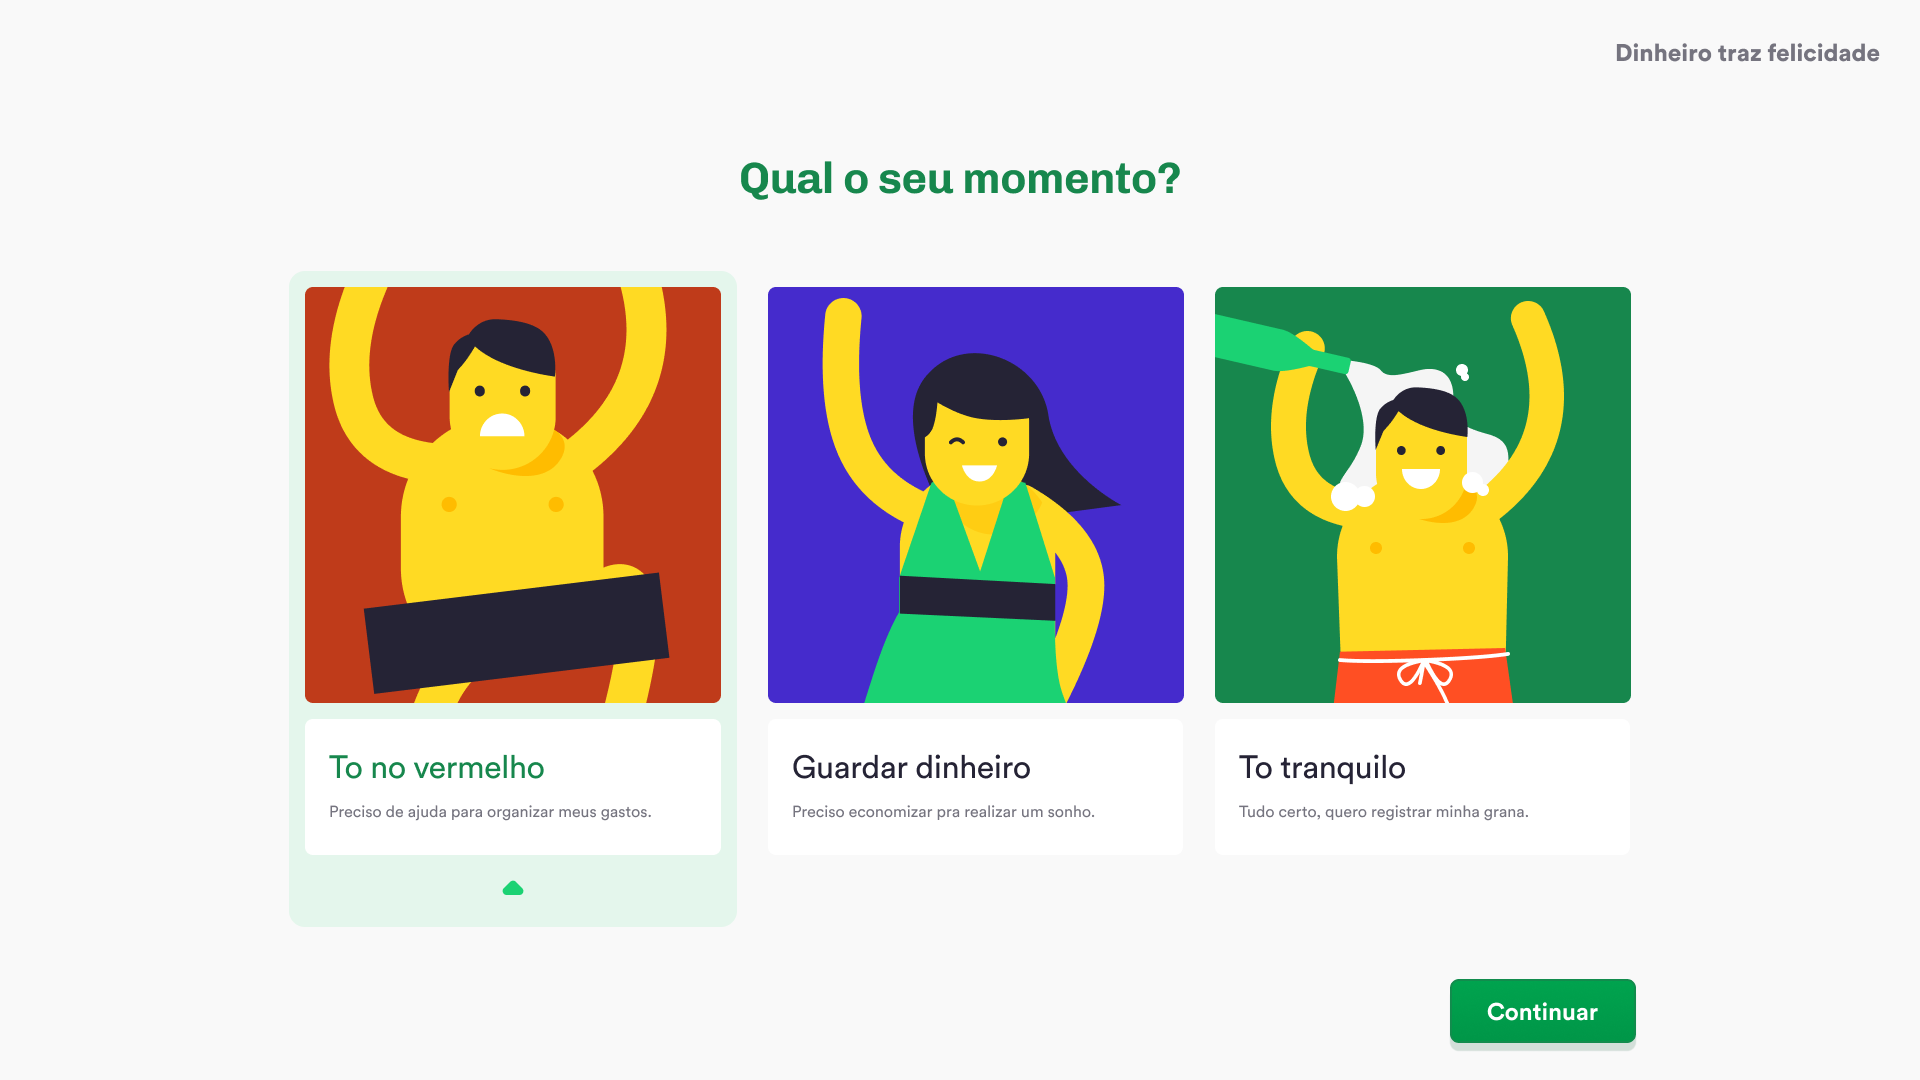 Dinheiro traz felicidade
Qual o seu momento?
To no vermelho
Preciso de ajuda para organizar meus gastos.
Guardar dinheiro
Preciso economizar pra realizar um sonho.
To tranquilo
Tudo certo, quero registrar minha grana.
Continuar